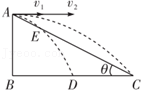 A v₁ v₂
E
θ
B D C